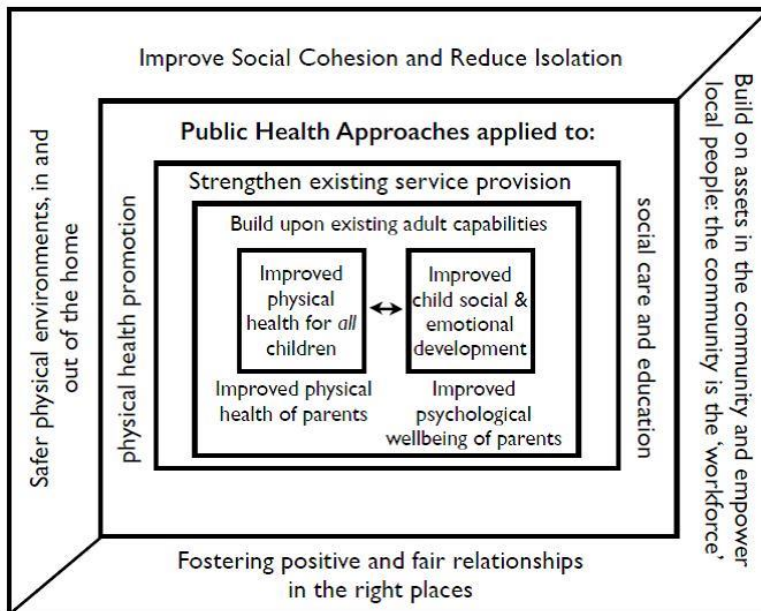 Improve Social Cohesion and Reduce Isolation
Safer physical environments, in and
out of the home
Build on assets in the community and empower
local people: the community is the ‘workforce’
Public Health Approaches applied to:
physical health promotion
social care and education
Strengthen existing service provision
Build upon existing adult capabilities
Improved
physical
health for all
children
Improved
child social &
emotional
development
Improved physical
health of parents
Improved
psychological
wellbeing of parents
Fostering positive and fair relationships
in the right places